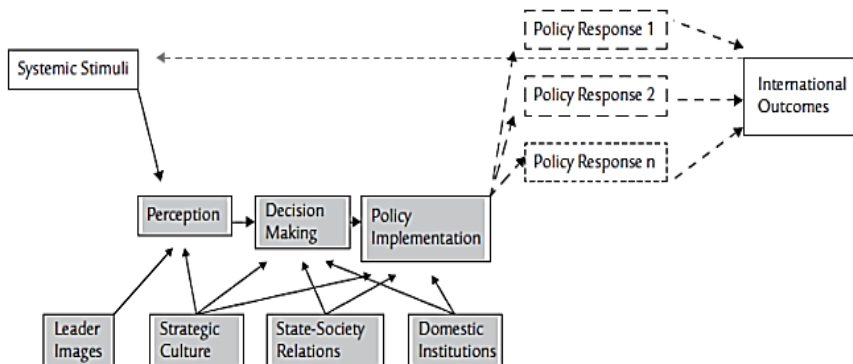 Policy Response 1
Systemic Stimuli
International
Outcomes
Policy Response 2
Policy Response n
Perception
Decision
Making
Policy
Implementation
Leader
Images
Strategic
Culture
State-Society
Relations
Domestic
Institutions